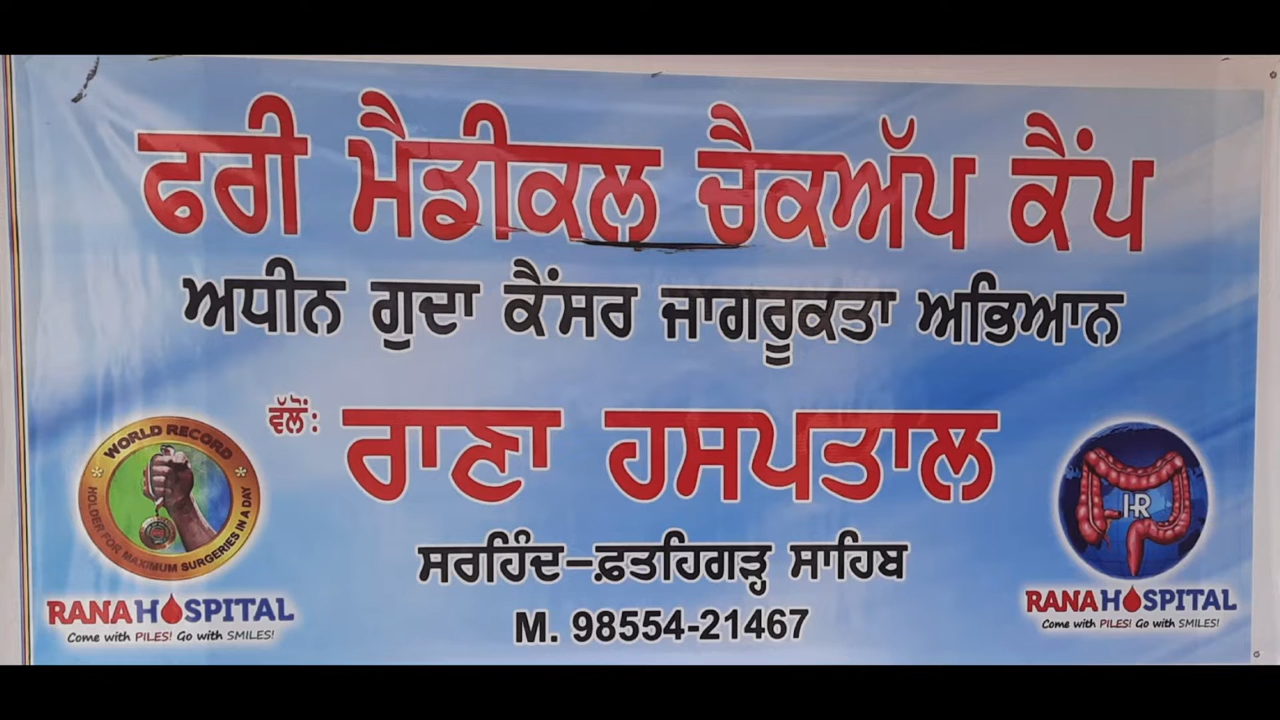 ਫਰੀ ਮੈਡੀਕਲ ਚੈਕਅੱਪ ਕੈਂਪ
ਅਧੀਨ ਗੁਦਾ ਕੈਂਸਰ ਜਾਗਰੂਕਤਾ ਅਭਿਆਨ
ਵੱਲੋਂ: ਰਾਣਾ ਹਸਪਤਾਲ
ਸਰਹਿੰਦ-ਫ਼ਤਹਿਗੜ੍ਹ ਸਾਹਿਬ
M. 98554-21467
WORLD RECORD
HOLDER FOR MAXIMUM SURGERIES IN A DAY
RANA HOSPITAL
Come with PILES! Go with SMILES!
HR
RANA HOSPITAL
Come with PILES! Go with SMILES!